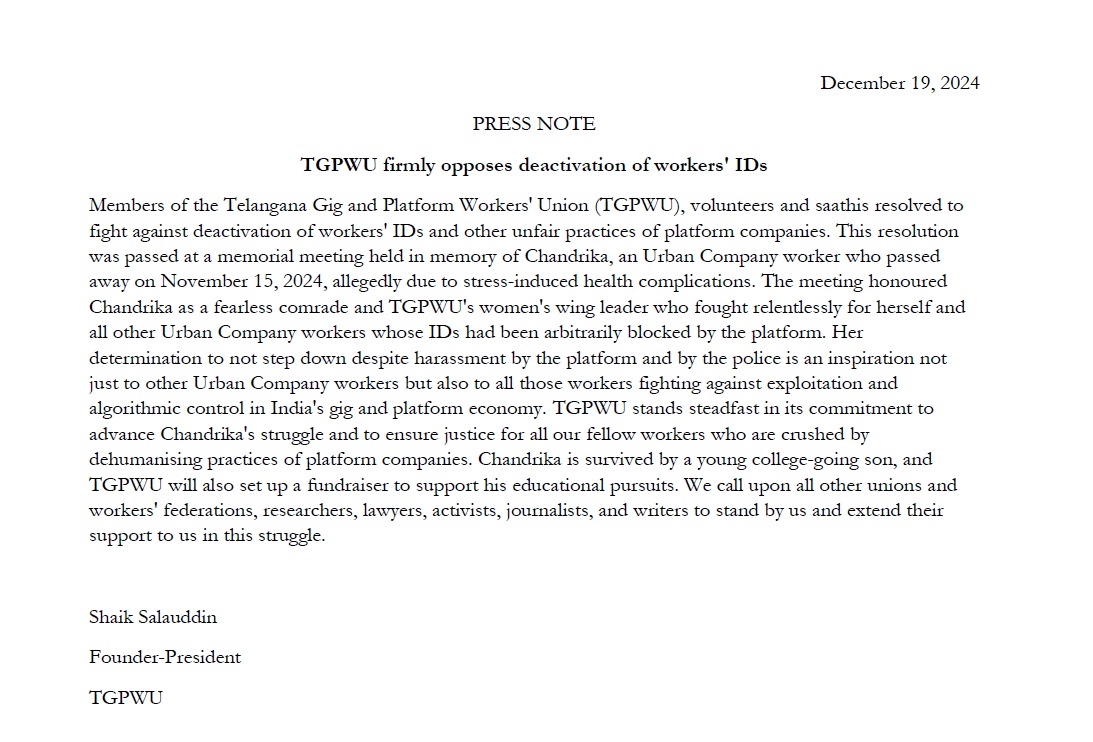 December 19, 2024
PRESS NOTE
TGPWU firmly opposes deactivation of workers' IDs
Members of the Telangana Gig and Platform Workers' Union (TGPWU), volunteers and saathis resolved to
fight against deactivation of workers' IDs and other unfair practices of platform companies. This resolution
was passed at a memorial meeting held in memory of Chandrika, an Urban Company worker who passed
away on November 15, 2024, allegedly due to stress-induced health complications. The meeting honoured
Chandrika as a fearless comrade and TGPWU's women's wing leader who fought relentlessly for herself and
all other Urban Company workers whose IDs had been arbitrarily blocked by the platform. Her
determination to not step down despite harassment by the platform and by the police is an inspiration not
just to other Urban Company workers but also to all those workers fighting against exploitation and
algorithmic control in India's gig and platform economy. TGPWU stands steadfast in its commitment to
advance Chandrika's struggle and to ensure justice for all our fellow workers who are crushed by
dehumanising practices of platform companies. Chandrika is survived by a young college-going son, and
TGPWU will also set up a fundraiser to support his educational pursuits. We call upon all other unions and
workers' federations, researchers, lawyers, activists, journalists, and writers to stand by us and extend their
support to us in this struggle.
Shaik Salauddin
Founder-President
TGPWU